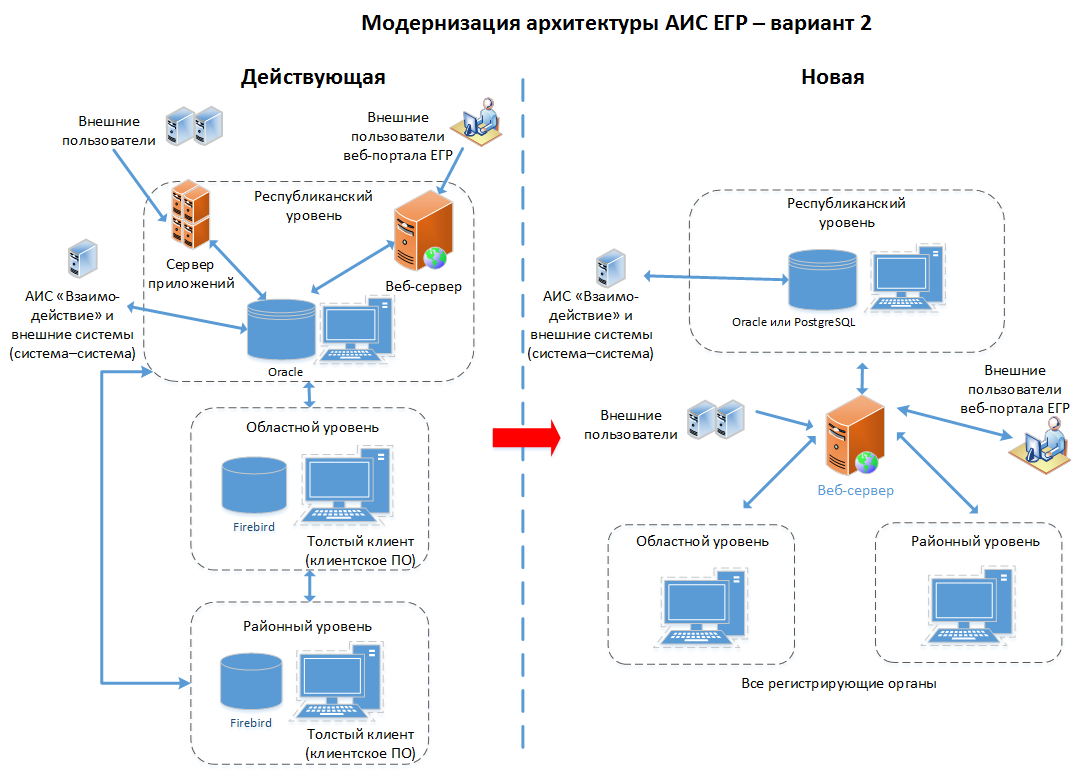 Модернизация архитектуры АИС ЕГР – вариант 2
Действующая
Внешние
пользователи
Внешние
пользователи
веб-портала ЕГР
Республиканский
уровень
Сервер
приложений
Веб-сервер
АИС «Взаимо-
действие» и
внешние системы
(система–система)
Oracle
Областной уровень
Firebird
Толстый клиент
(клиентское ПО)
Районный уровень
Firebird
Толстый клиент
(клиентское ПО)
Новая
Республиканский
уровень
АИС «Взаимо-
действие» и
внешние системы
(система–система)
Oracle или PostgreSQL
Внешние
пользователи
Внешние
пользователи
веб-портала ЕГР
Веб-сервер
Областной уровень
Районный уровень
Все регистрирующие органы